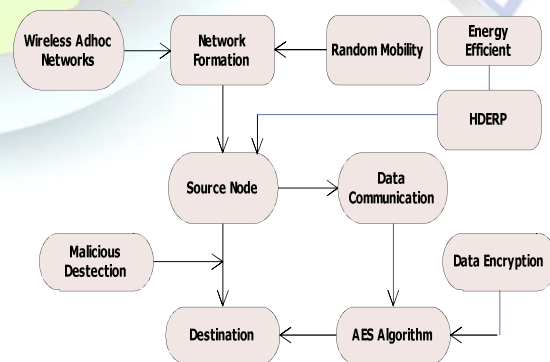 Wireless Adhoc
Networks
Network
Formation
Random Mobility
Energy
Efficient
HDERP
Source Node
Data
Communication
Malicious
Destection
Data Encryption
Destination
AES Algorithm